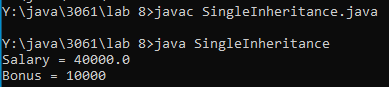 Y:\java\3061\lab 8>javac SingleInheritance.java
Y:\java\3061\lab 8>java SingleInheritance
Salary = 40000.0
Bonus = 10000